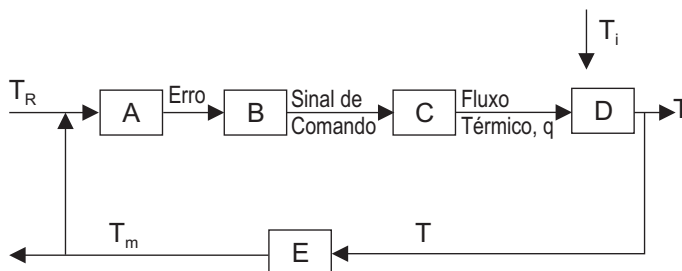 T_i
T_R
A
Erro
B
Sinal de
Comando
C
Fluxo
Térmico, q
D
T
T_m
E
T